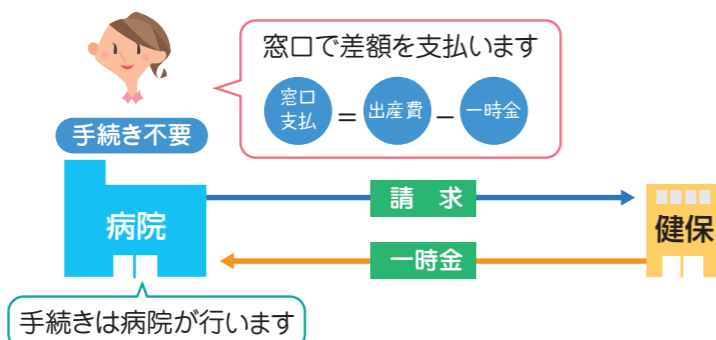 窓口で差額を支払います
窓口
支払
=
出産費
−
一時金
手続き不要
病院
請 求
健保
一時金
手続きは病院が行います